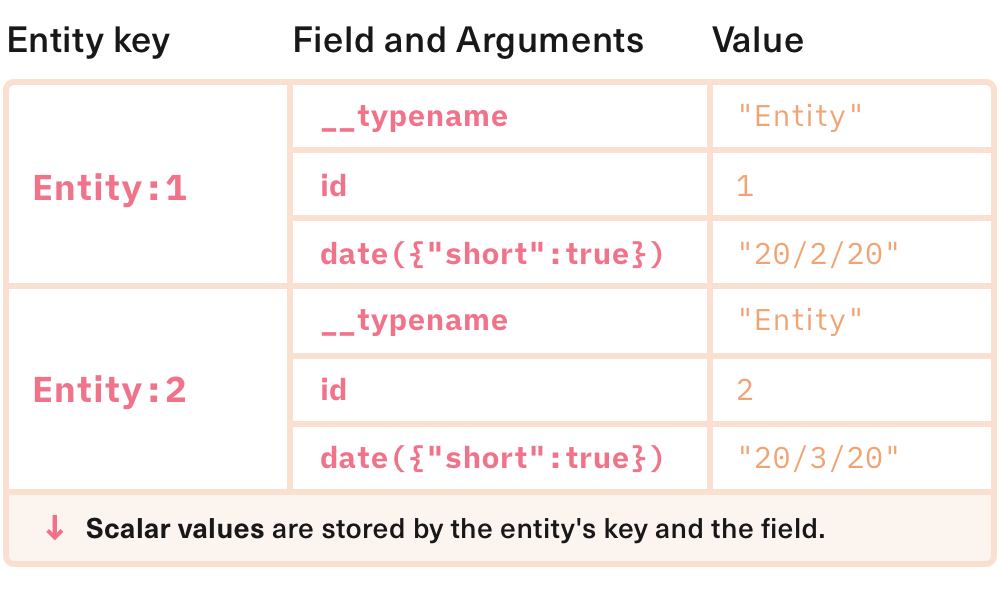 Entity key Field and Arguments Value
Entity:1
__typename "Entity"
id 1
date({"short":true}) "20/2/20"
Entity:2
__typename "Entity"
id 2
date({"short":true}) "20/3/20"
↓ Scalar values are stored by the entity's key and the field.